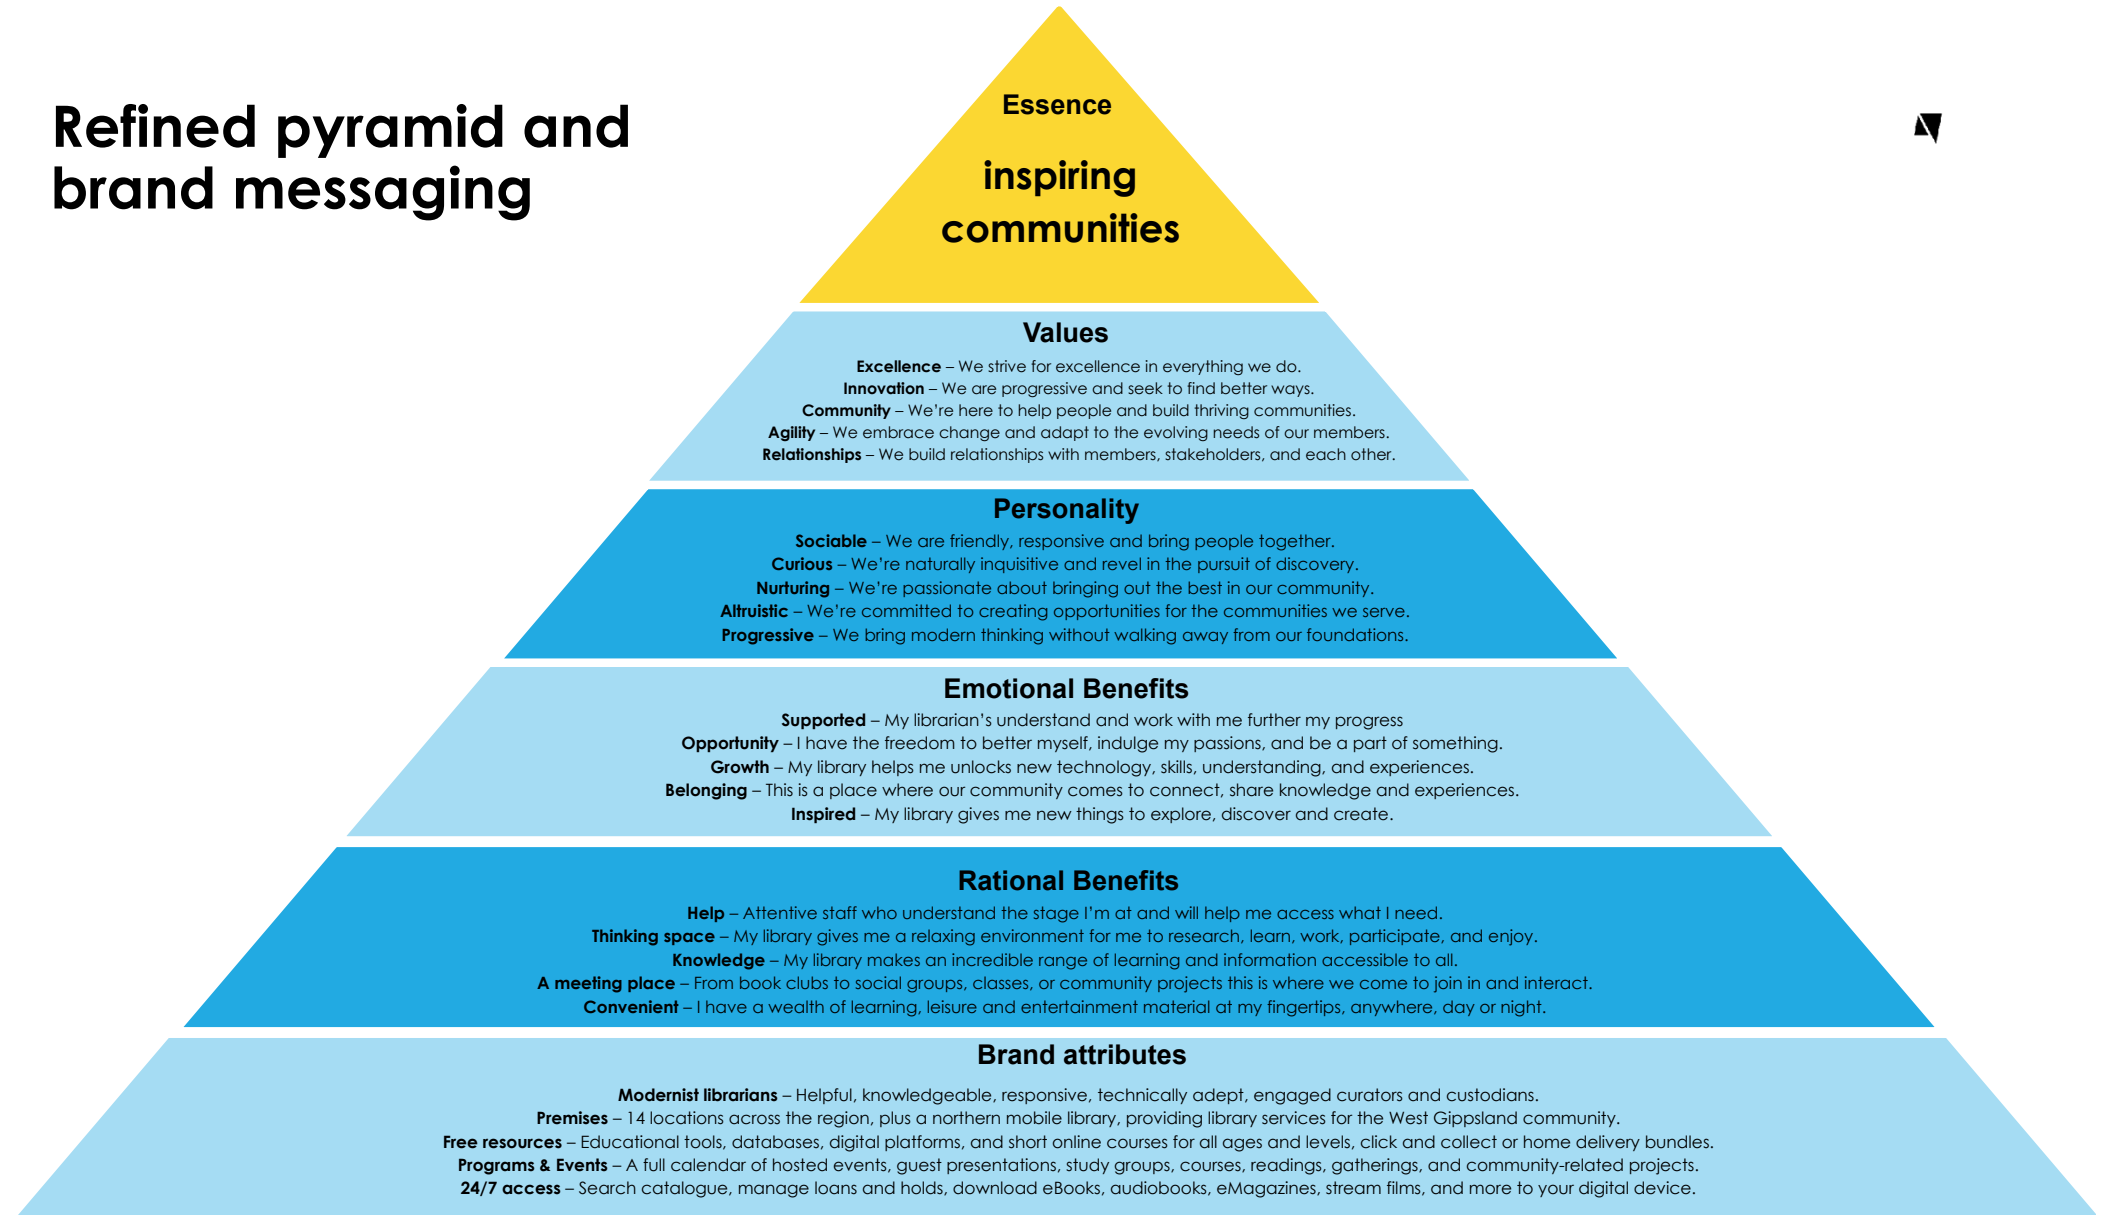 Refined pyramid and
brand messaging
Essence
inspiring
communities
Values
Excellence – We strive for excellence in everything we do.
Innovation – We are progressive and seek to find better ways.
Community – We're here to help people and build thriving communities.
Agility – We embrace change and adapt to the evolving needs of our members.
Relationships – We build relationships with members, stakeholders, and each other.
Personality
Sociable – We are friendly, responsive and bring people together.
Curious – We're naturally inquisitive and revel in the pursuit of discovery.
Nurturing – We're passionate about bringing out the best in our community.
Altruistic – We're committed to creating opportunities for the communities we serve.
Progressive – We bring modern thinking without walking away from our foundations.
Emotional Benefits
Supported – My librarian's understand and work with me further my progress
Opportunity – I have the freedom to better myself, indulge my passions, and be a part of something.
Growth – My library helps me unlocks new technology, skills, understanding, and experiences.
Belonging – This is a place where our community comes to connect, share knowledge and experiences.
Inspired – My library gives me new things to explore, discover and create.
Rational Benefits
Help – Attentive staff who understand the stage I'm at and will help me access what I need.
Thinking space – My library gives me a relaxing environment for me to research, learn, work, participate, and enjoy.
Knowledge – My library makes an incredible range of learning and information accessible to all.
A meeting place – From book clubs to social groups, classes, or community projects this is where we come to join in and interact.
Convenient – I have a wealth of learning, leisure and entertainment material at my fingertips, anywhere, day or night.
Brand attributes
Modernist librarians – Helpful, knowledgeable, responsive, technically adept, engaged curators and custodians.
Premises – 14 locations across the region, plus a northern mobile library, providing library services for the West Gippsland community.
Free resources – Educational tools, databases, digital platforms, and short online courses for all ages and levels, click and collect or home delivery bundles.
Programs & Events – A full calendar of hosted events, guest presentations, study groups, courses, readings, gatherings, and community-related projects.
24/7 access – Search catalogue, manage loans and holds, download eBooks, audiobooks, eMagazines, stream films, and more to your digital device.